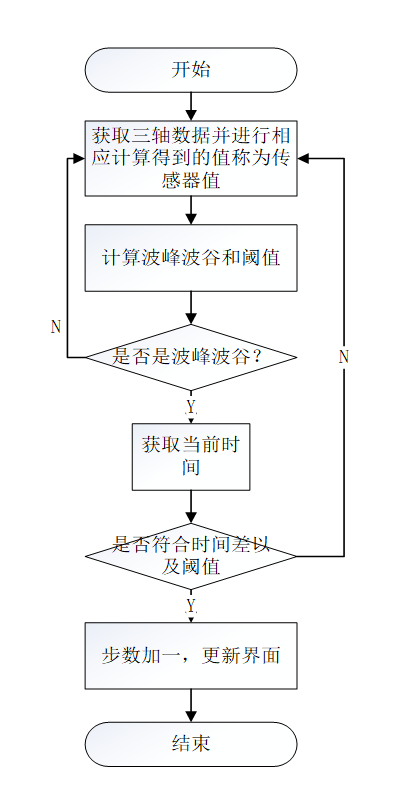 开始
获取三轴数据并进行相
应计算得到的值称为传
感器值
计算波峰波谷和阈值
N
是否是波峰波谷？
N
Y
获取当前时
间
是否符合时间差以
及阈值
Y
步数加一，更新界面
结束